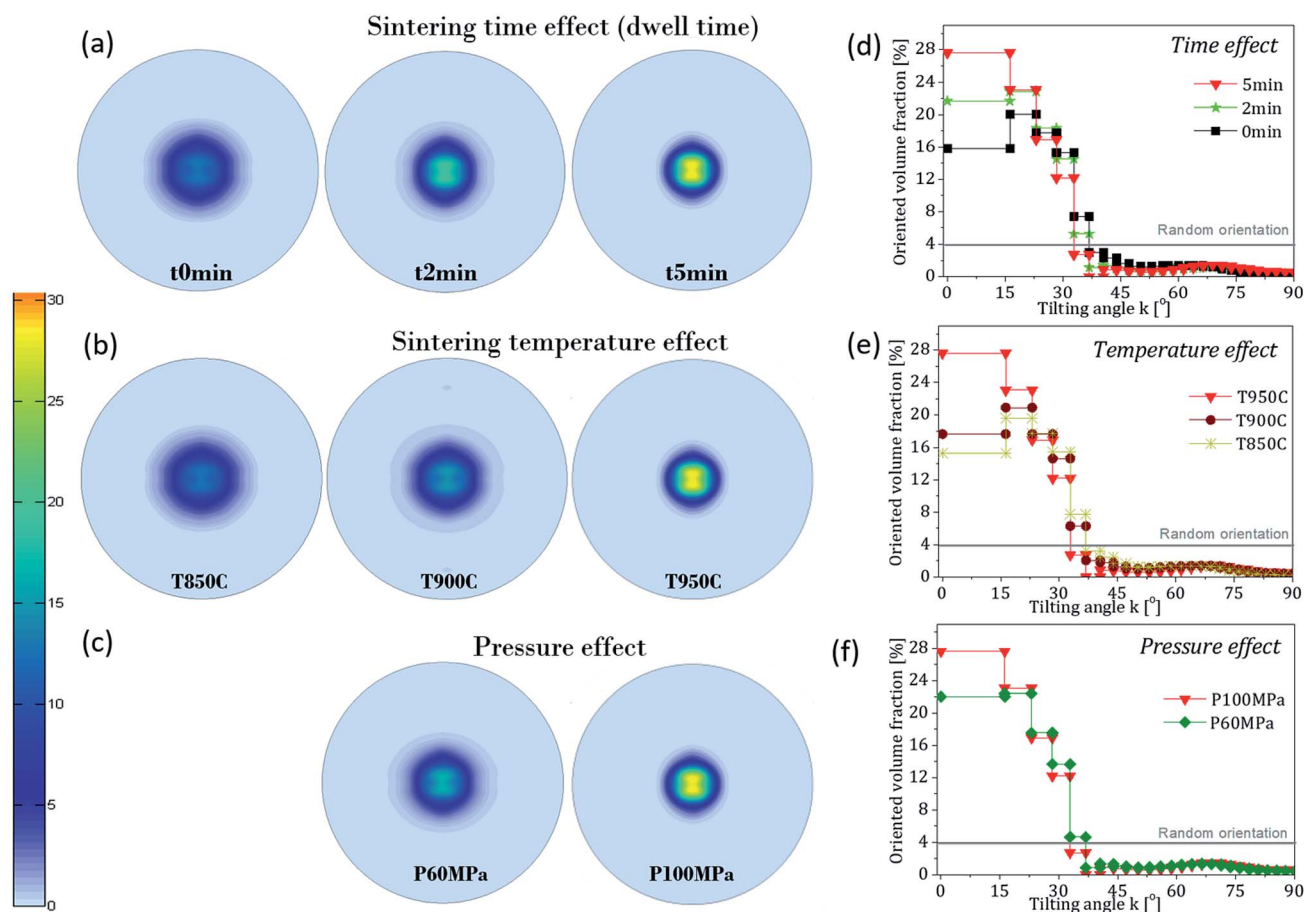 (a)
Sintering time effect (dwell time)
t0min
t2min
t5min
(b)
Sintering temperature effect
T850C
T900C
T950C
(c)
Pressure effect
P60MPa
P100MPa
30
25
20
15
10
5
0
(d)
Time effect
Oriented volume fraction [%]
28
24
20
16
12
8
4
0
5min
2min
0min
Random orientation
0 15 30 45 60 75 90
Tilting angle k [°]
(e)
Temperature effect
Oriented volume fraction [%]
28
24
20
16
12
8
4
0
T950C
T900C
T850C
Random orientation
0 15 30 45 60 75 90
Tilting angle k [°]
(f)
Pressure effect
Oriented volume fraction [%]
28
24
20
16
12
8
4
0
P100MPa
P60MPa
Random orientation
0 15 30 45 60 75 90
Tilting angle k [°]